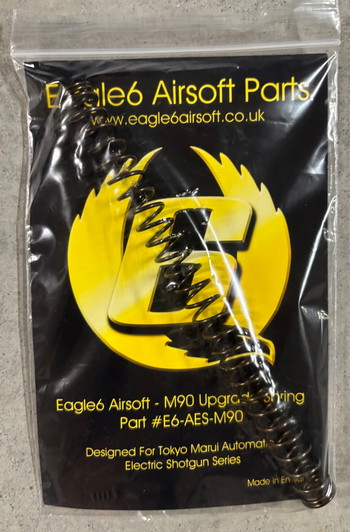 Eagle6 Airsoft Parts.
www.eagle6airsoft.co.uk
E6
Eagle6 Airsoft - M90 Upgrade Spring
Part #E6-AES-M90
Designed For Tokyo Marui Automatic
Electric Shotgun Series
Made in England